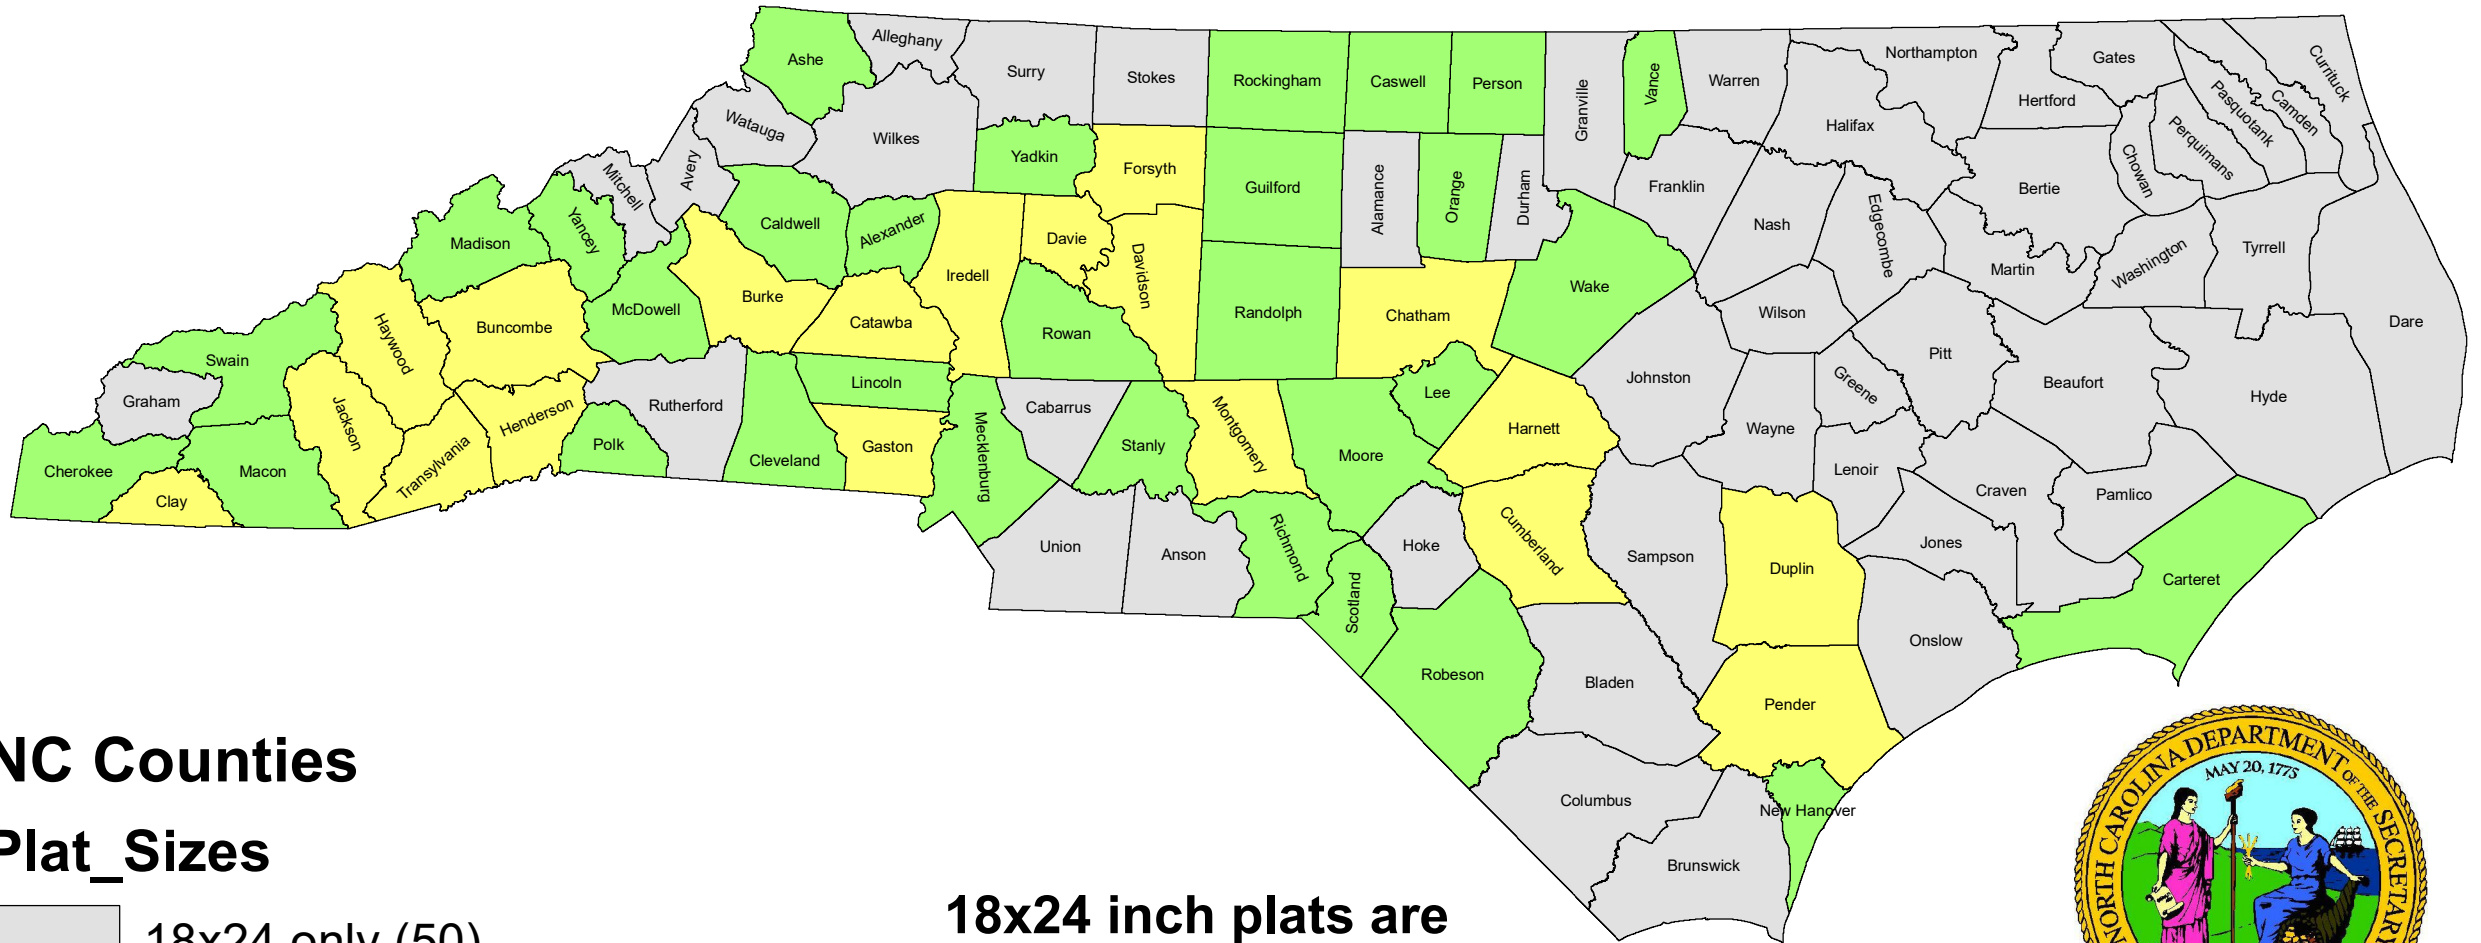 Ashe
Alleghany
Surry
Stokes
Rockingham
Caswell
Person
Granville
Vance
Warren
Northampton
Gates
Currituck
Camden
Pasquotank
Perquimans
Hertford
Halifax
Chowan
Bertie
Watauga
Wilkes
Yadkin
Forsyth
Guilford
Alamance
Orange
Durham
Franklin
Nash
Edgecombe
Martin
Washington
Tyrrell
Dare
Mitchell
Avery
Caldwell
Alexander
Iredell
Davie
Davidson
Randolph
Chatham
Wake
Wilson
Pitt
Beaufort
Hyde
Madison
Yancey
McDowell
Burke
Catawba
Rowan
Johnston
Greene
Wayne
Lenoir
Craven
Pamlico
Swain
Haywood
Buncombe
Graham
Jackson
Transylvania
Henderson
Polk
Rutherford
Cleveland
Lincoln
Gaston
Mecklenburg
Cabarrus
Stanly
Montgomery
Moore
Lee
Harnett
Cherokee
Clay
Macon
Union
Anson
Richmond
Scotland
Hoke
Cumberland
Sampson
Duplin
Jones
Onslow
Carteret
Robeson
Bladen
Pender
Columbus
Brunswick
New Hanover
NC Counties
Plat_Sizes
18x24 only (50)
18x24 inch plats are
NORTH CAROLINA DEPARTMENT OF THE SECRETAR
MAY 20, 1775